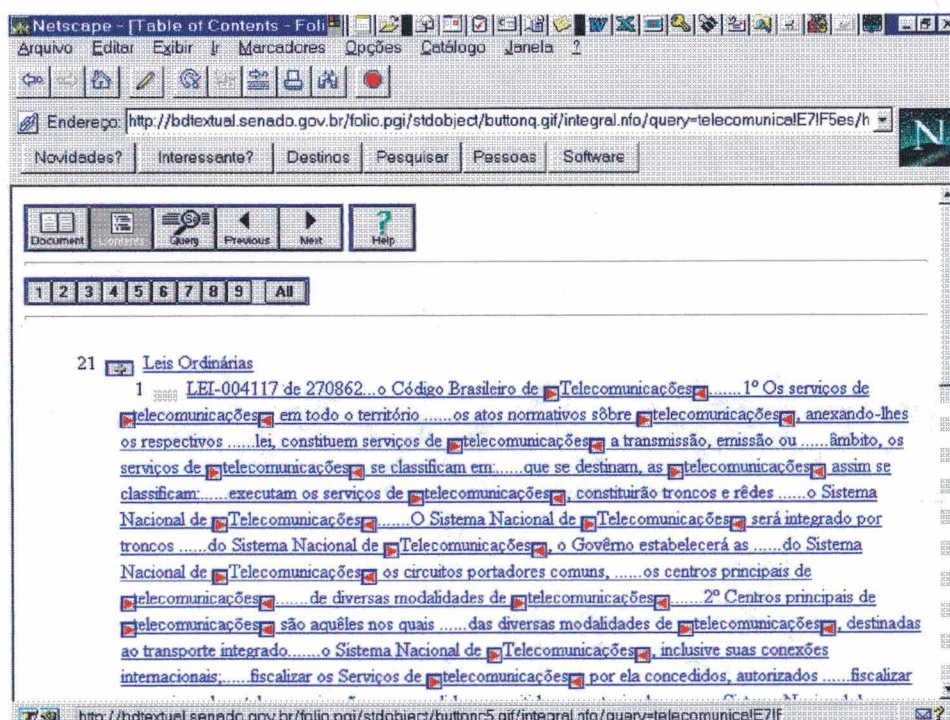 Netscape - [Table of Contents - Foli
Arquivo Editar Exibir Ir Marcadores Opções Catálogo Janela ?
Endereço: http://bdtextual.senado.gov.br/folio.pgi/stdobject/buttonq.gif/integral.nfo/query=telecomunica!E7!F5es/h
N
Novidades? Interessante? Destinos Pesquisar Pessoas Software
Document Contents Query Previous Next Help
1 2 3 4 5 6 7 8 9 All
21 Leis Ordinárias
1 LEI-004117 de 270862...o Código Brasileiro de Telecomunicações.......1º Os serviços de
telecomunicações em todo o território ......os atos normativos sôbre telecomunicações, anexando-lhes
os respectivos ......lei, constituem serviços de telecomunicações a transmissão, emissão ou ......âmbito, os
serviços de telecomunicações se classificam em:......que se destinam, as telecomunicações assim se
classificam:......executam os serviços de telecomunicações, constituirão troncos e rêdes ......o Sistema
Nacional de Telecomunicações.......O Sistema Nacional de Telecomunicações será integrado por
troncos ......do Sistema Nacional de Telecomunicações, o Govêrno estabelecerá as ......do Sistema
Nacional de Telecomunicações os circuitos portadores comuns, ......os centros principais de
telecomunicações.......de diversas modalidades de telecomunicações.......2º Centros principais de
telecomunicações são aquêles nos quais ......das diversas modalidades de telecomunicações, destinadas
ao transporte integrado.......o Sistema Nacional de Telecomunicações, inclusive suas conexões
internacionais;......fiscalizar os Serviços de telecomunicações por ela concedidos, autorizados ......fiscalizar
http://bdtextual.senado.gov.br/folio.pgi/stdobject/buttonc5.gif/integral.nfo/query=telecomunica!E7!F